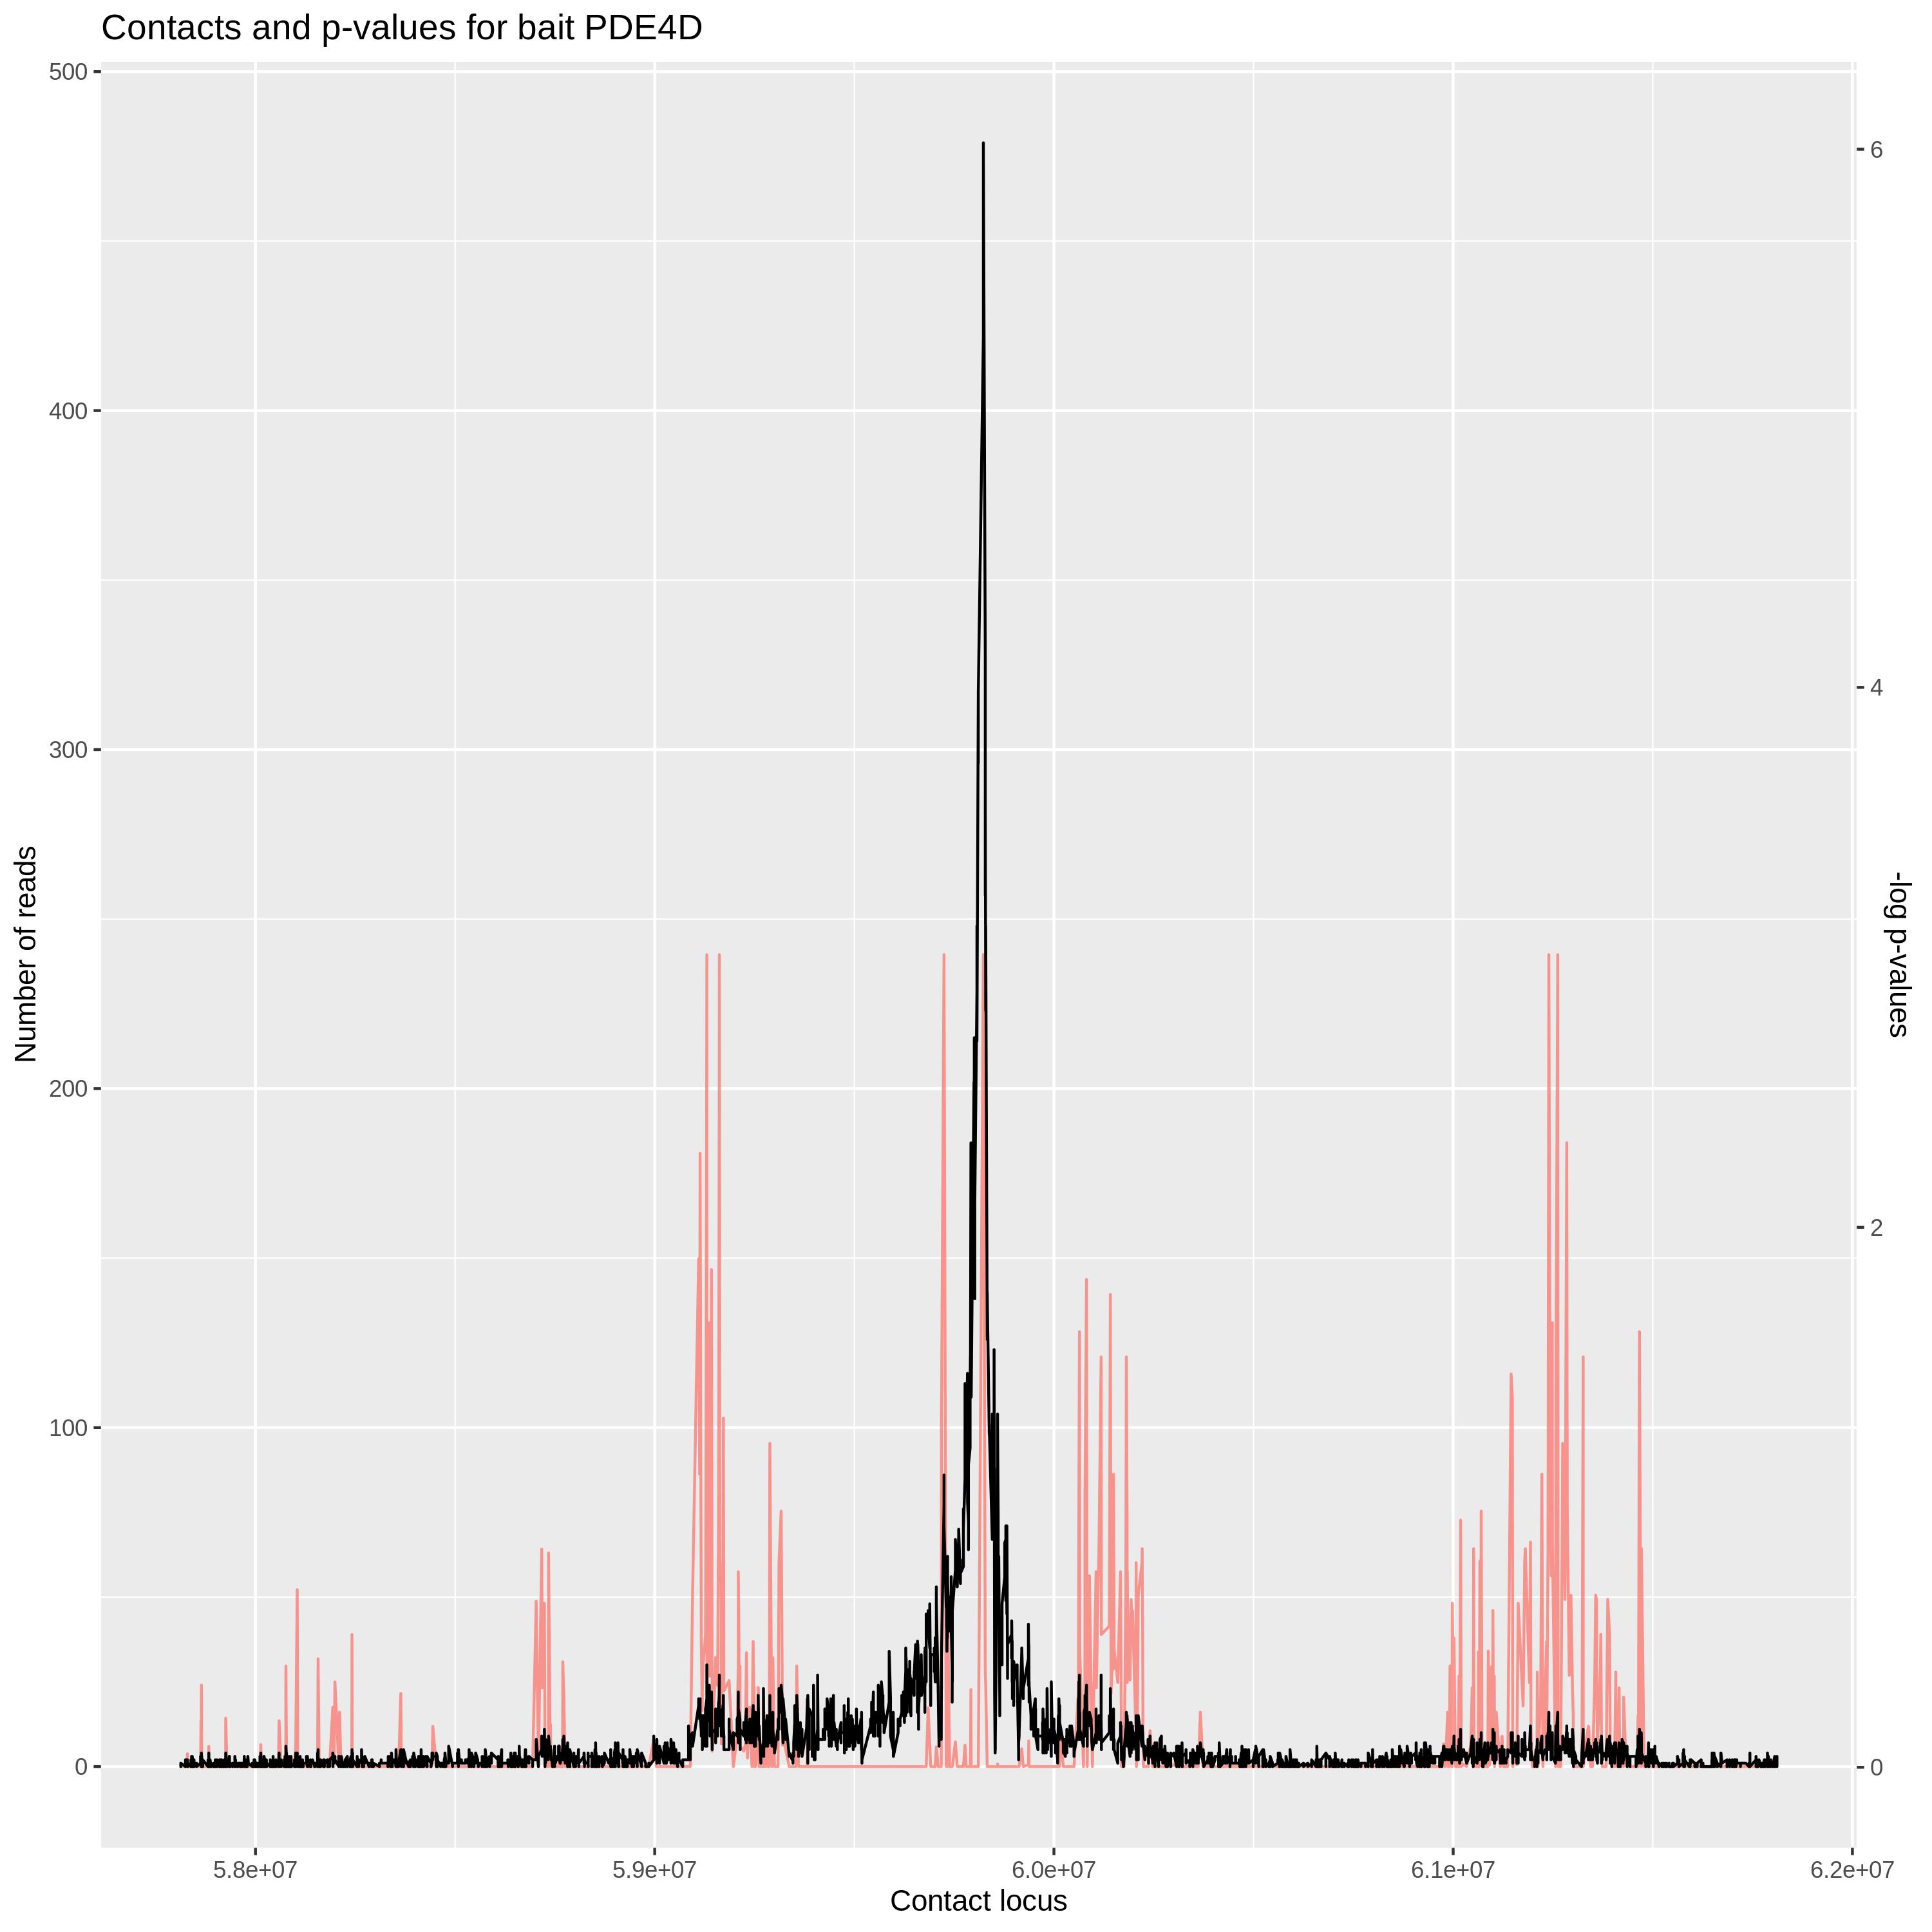 Contacts and p-values for bait PDE4D
500
400
300
200
100
0
Number of reads
6
4
2
0
-log p-values
5.8e+07
5.9e+07
6.0e+07
6.1e+07
6.2e+07
Contact locus